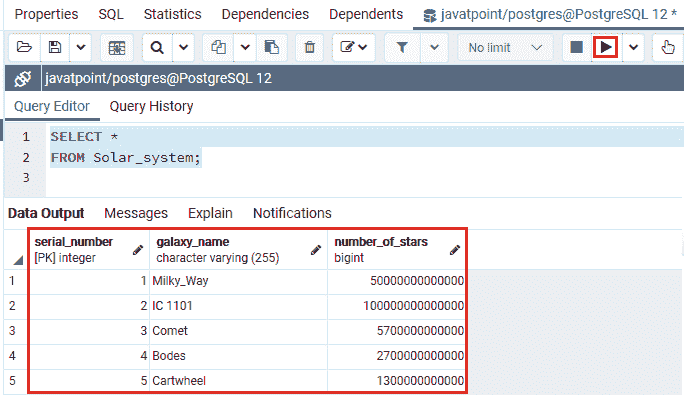 Properties SQL Statistics Dependencies Dependents javatpoint/postgres@PostgreSQL 12 *
No limit
javatpoint/postgres@PostgreSQL 12
Query Editor Query History
1 SELECT *
2 FROM Solar_system;
3
Data Output Messages Explain Notifications
serial_number galaxy_name number_of_stars
[PK] integer character varying (255) bigint
1 1 Milky_Way 50000000000000
2 2 IC 1101 100000000000000
3 3 Comet 5700000000000
4 4 Bodes 2700000000000
5 5 Cartwheel 1300000000000